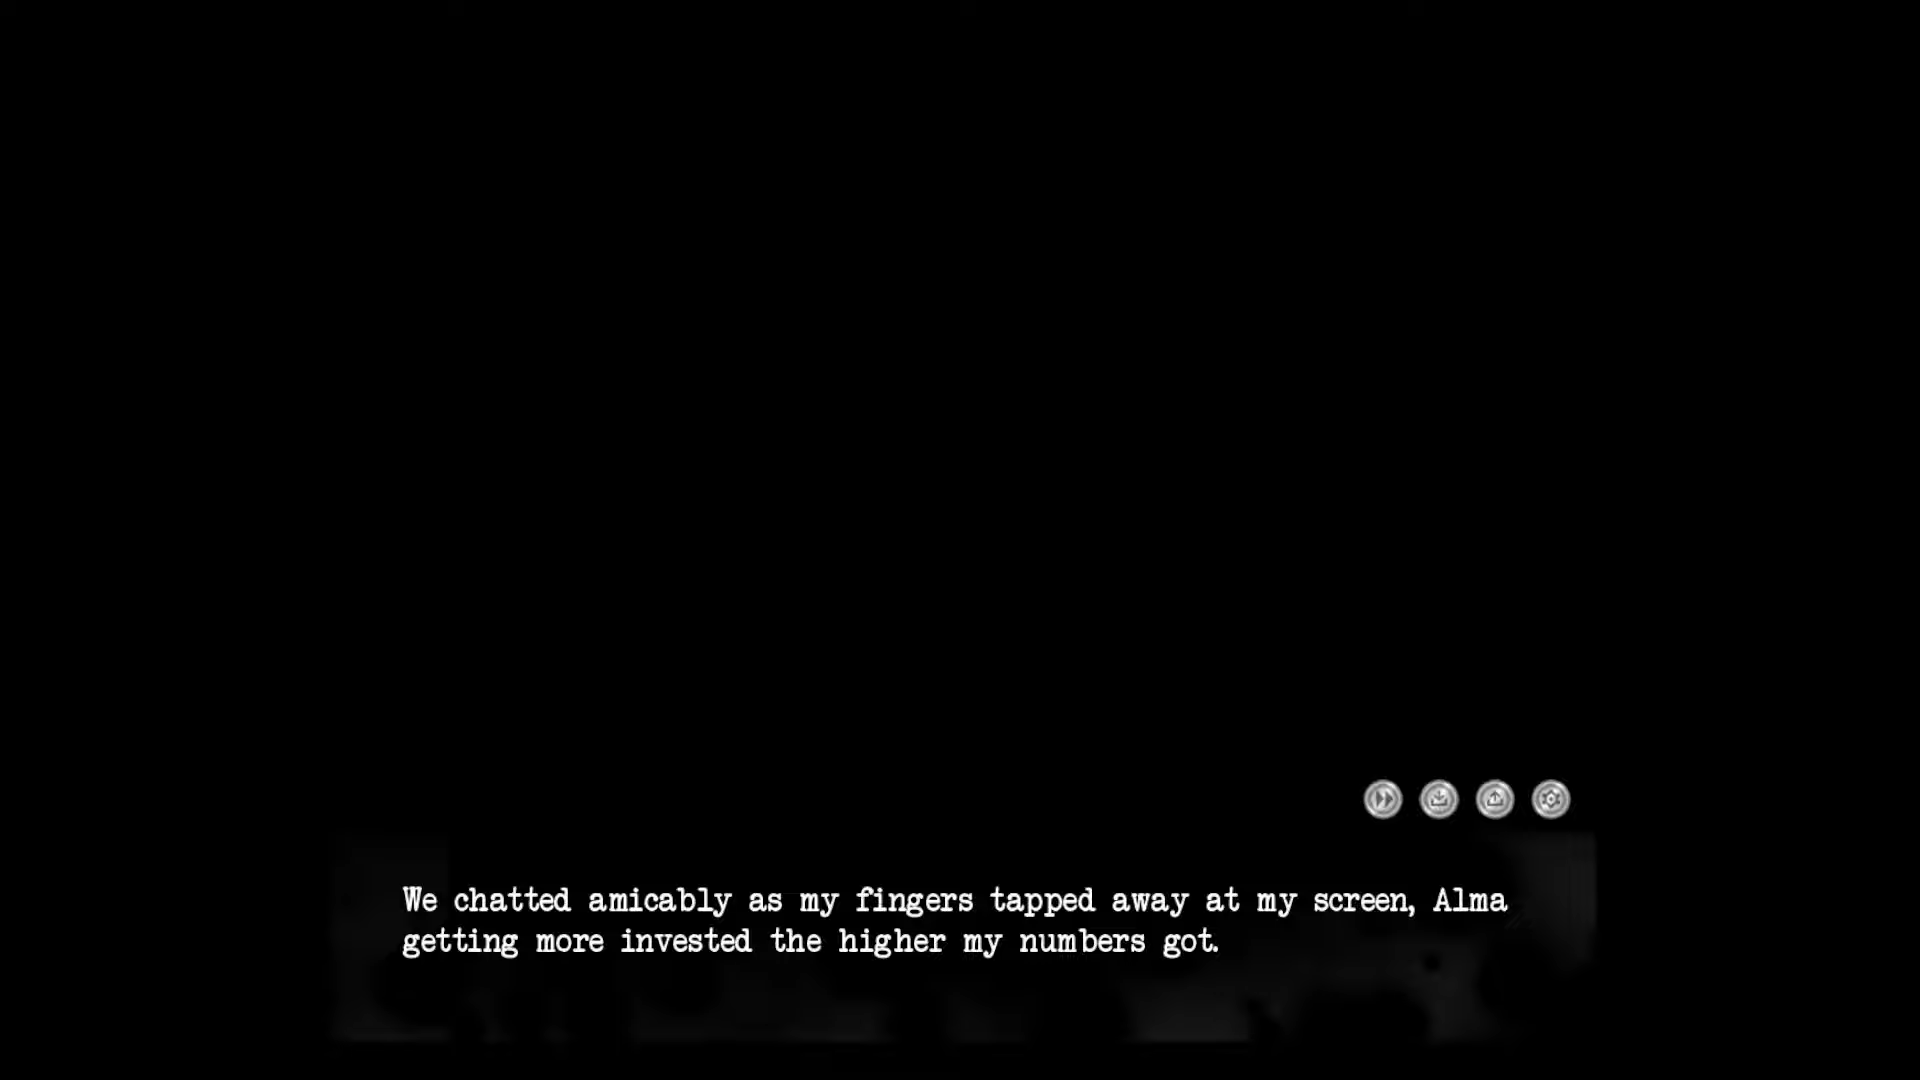 We chatted amicably as my fingers tapped away at my screen, Alma
getting more invested the higher my numbers got.